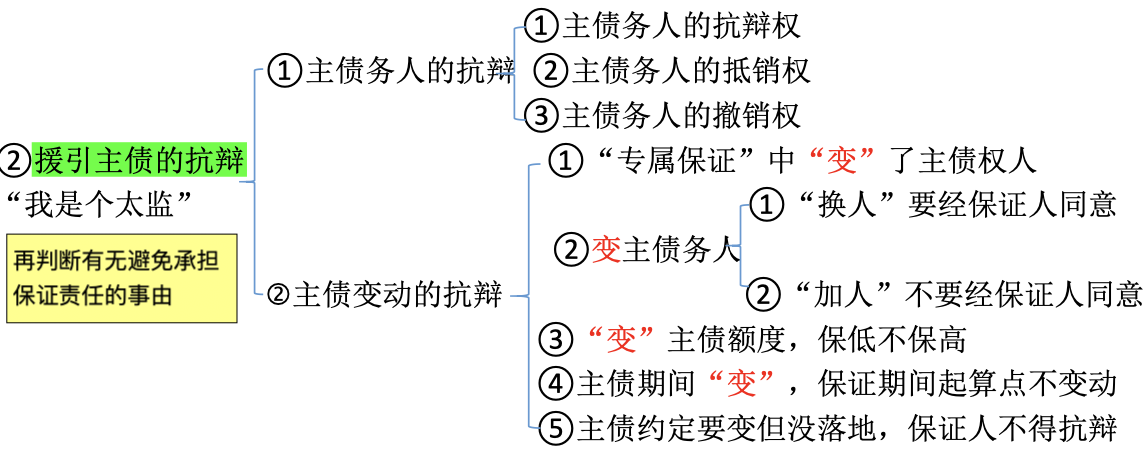 ①主债务人的抗辩权
①主债务人的抗辩
②主债务人的抵销权
③主债务人的撤销权
②援引主债的抗辩
“我是个太监”
再判断有无避免承担
保证责任的事由
②主债变动的抗辩
①“专属保证”中“变”了主债权人
②变主债务人
①“换人”要经保证人同意
②“加人”不要经保证人同意
③“变”主债额度，保低不保高
④主债期间“变”，保证期间起算点不变动
⑤主债约定要变但没落地，保证人不得抗辩